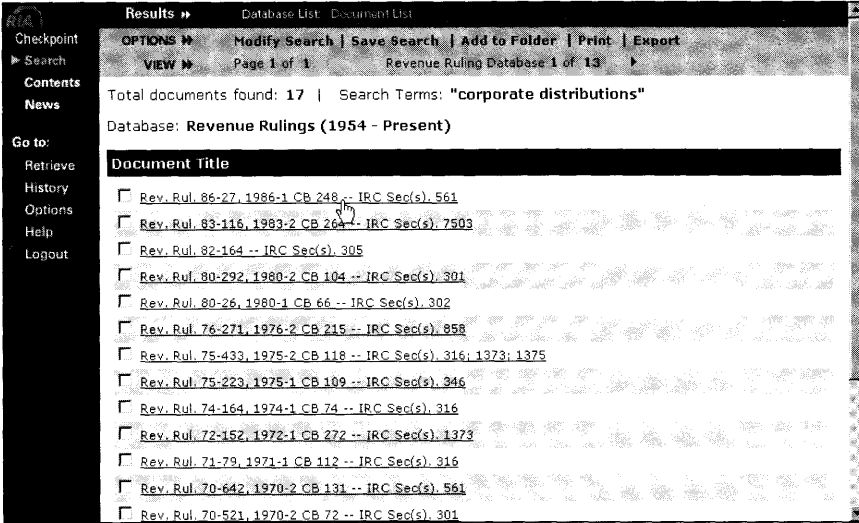 RIA
Results
Database List Document List
Checkpoint
Search
Contents
News
Go to:
Retrieve
History
Options
Help
Logout
OPTIONS
Modify Search | Save Search | Add to Folder | Print | Export
VIEW
Page 1 of 1
Revenue Ruling Database 1 of 13
Total documents found: 17 | Search Terms: "corporate distributions"
Database: Revenue Rulings (1954 - Present)
Document Title
Rev. Rul. 86-27, 1986-1 CB 248 -- IRC Sec(s). 561
Rev. Rul. 83-116, 1983-2 CB 264 -- IRC Sec(s). 7503
Rev. Rul. 82-164 -- IRC Sec(s). 305
Rev. Rul. 80-292, 1980-2 CB 104 -- IRC Sec(s). 301
Rev. Rul. 80-26, 1980-1 CB 66 -- IRC Sec(s). 302
Rev. Rul. 76-271, 1976-2 CB 215 -- IRC Sec(s). 858
Rev. Rul. 75-433, 1975-2 CB 118 -- IRC Sec(s). 316; 1373; 1375
Rev. Rul. 75-223, 1975-1 CB 109 -- IRC Sec(s). 346
Rev. Rul. 74-164, 1974-1 CB 74 -- IRC Sec(s). 316
Rev. Rul. 72-152, 1972-1 CB 272 -- IRC Sec(s). 1373
Rev. Rul. 71-79, 1971-1 CB 112 -- IRC Sec(s). 316
Rev. Rul. 70-642, 1970-2 CB 131 -- IRC Sec(s). 561
Rev. Rul. 70-521, 1970-2 CB 72 -- IRC Sec(s). 301